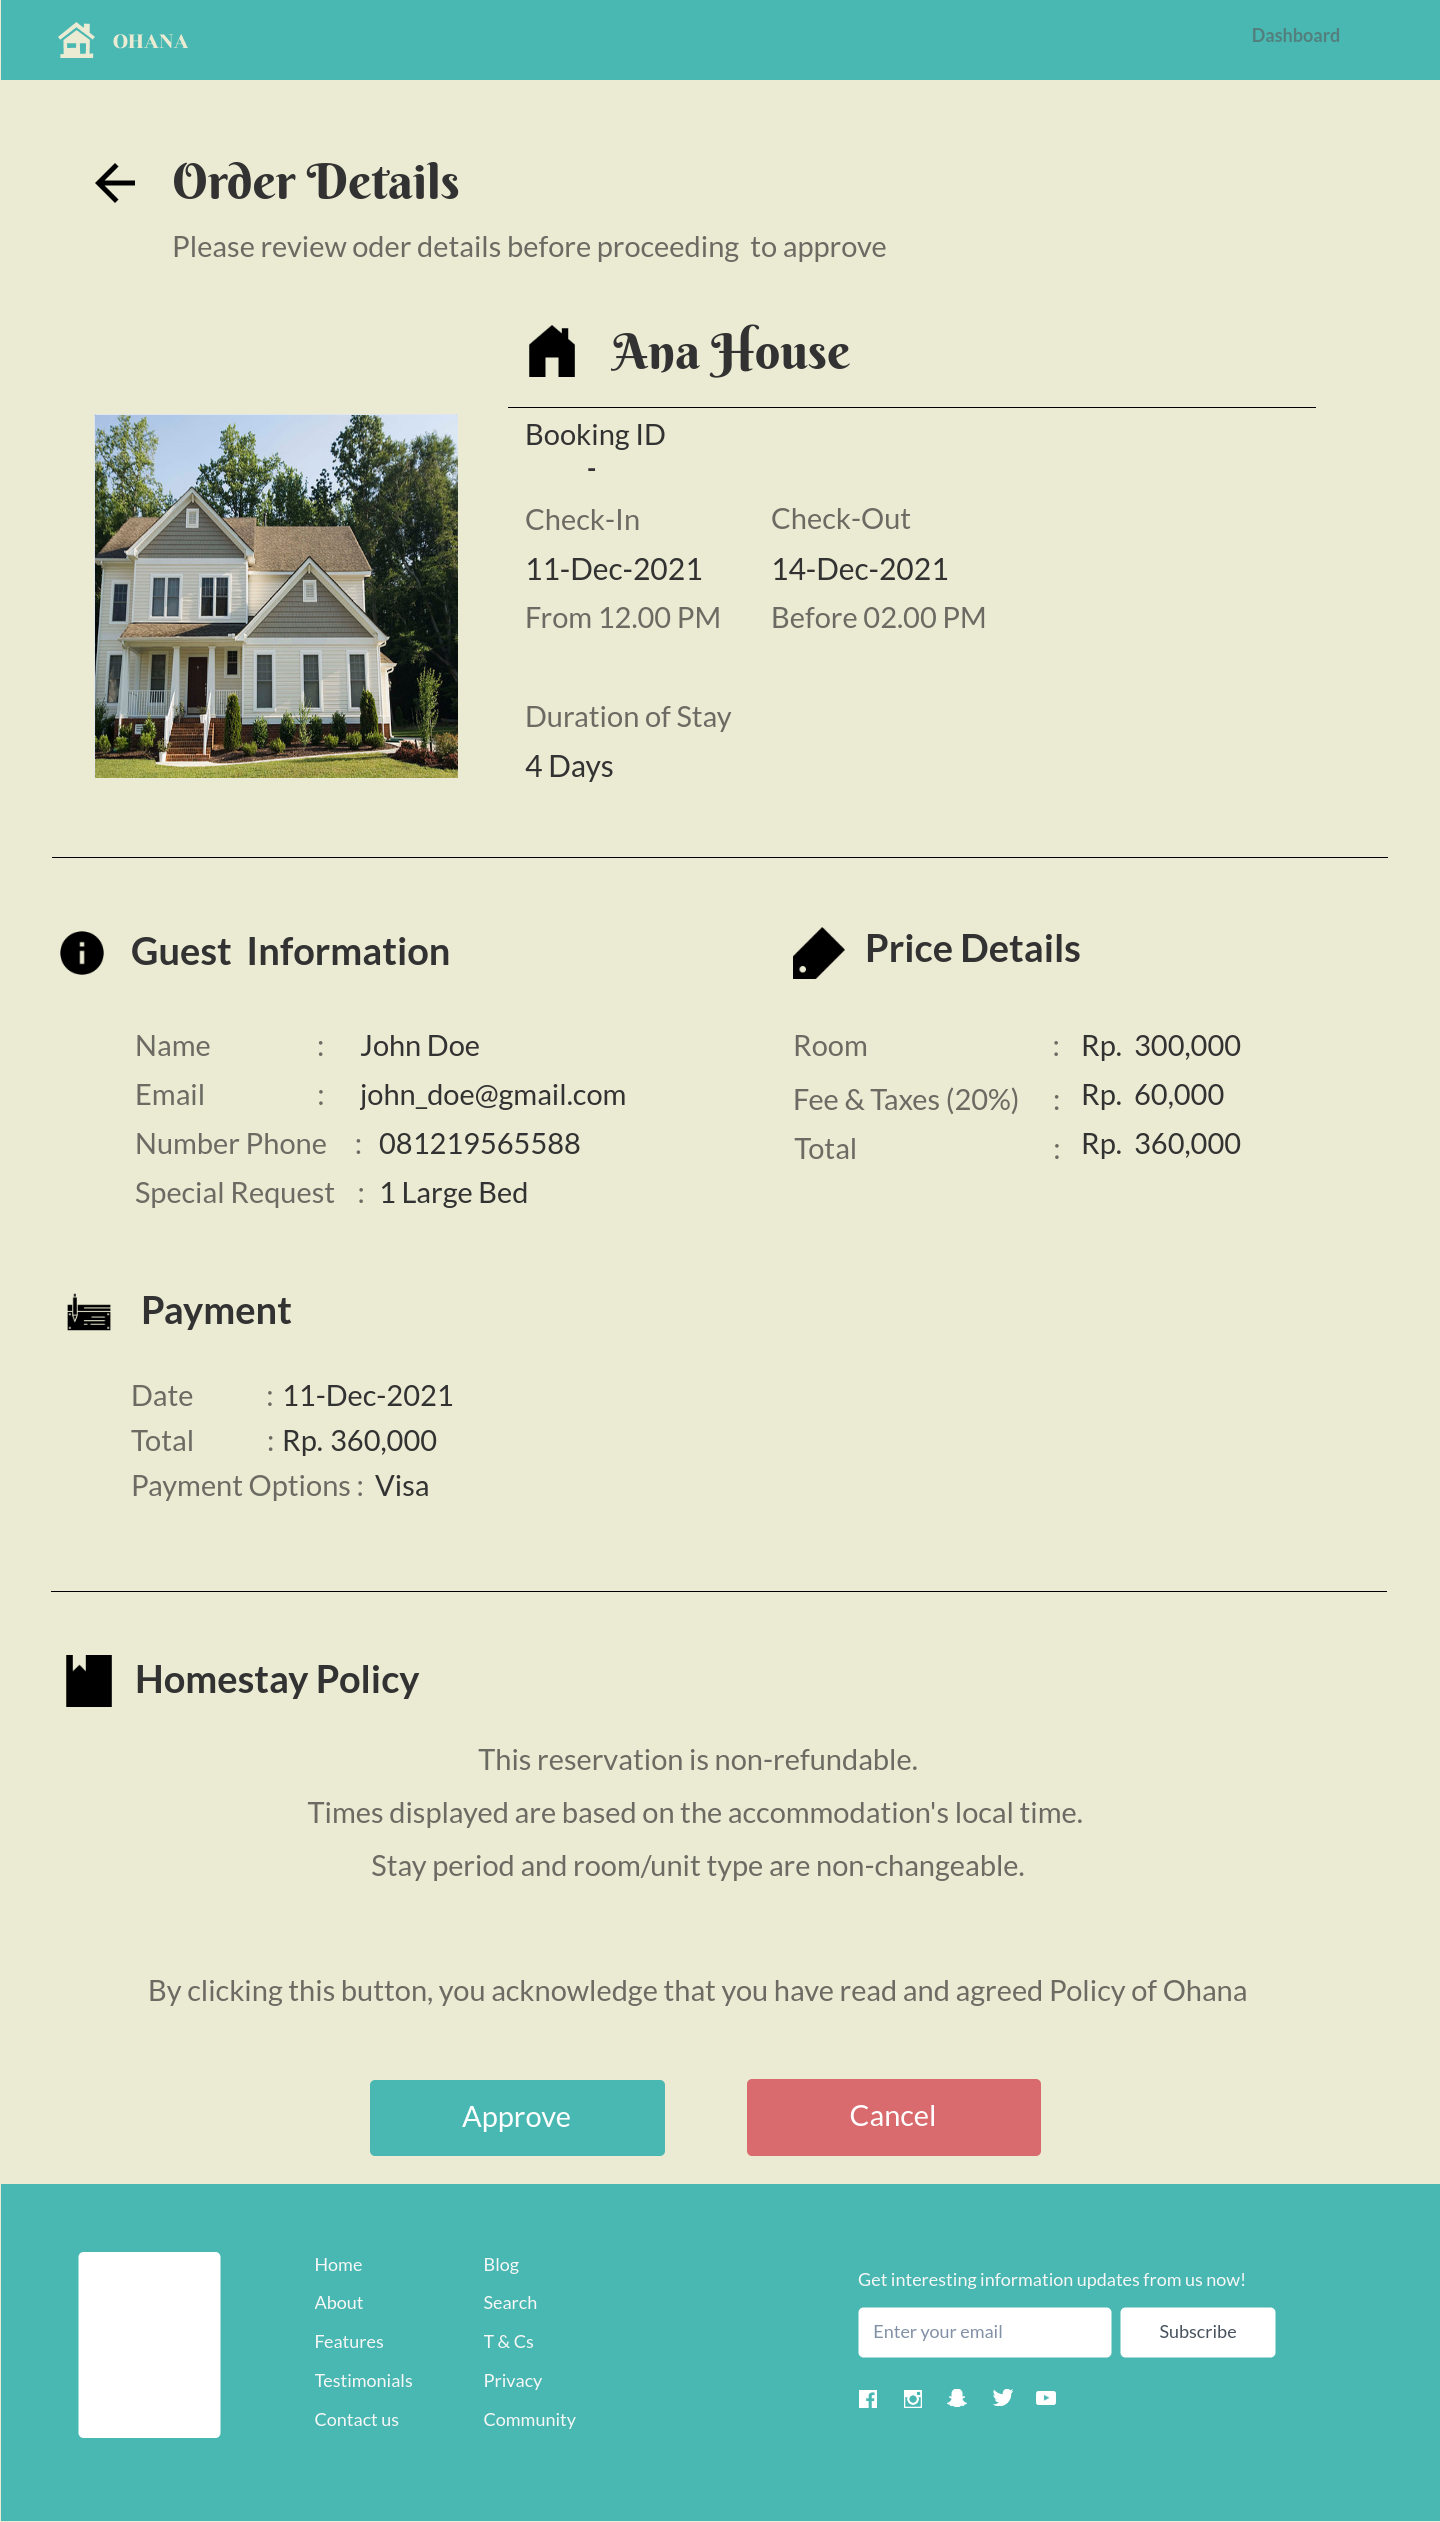 OHANA
Dashboard
Order Details
Please review oder details before proceeding  to approve
Ana House
Booking ID
-
Check-In Check-Out
11-Dec-2021 14-Dec-2021
From 12.00 PM Before 02.00 PM
Duration of Stay
4 Days
Guest  Information
Name : John Doe
Email : john_doe@gmail.com
Number Phone : 081219565588
Special Request : 1 Large Bed
Price Details
Room : Rp.  300,000
Fee & Taxes (20%) : Rp.  60,000
Total : Rp.  360,000
Payment
Date : 11-Dec-2021
Total : Rp. 360,000
Payment Options : Visa
Homestay Policy
This reservation is non-refundable.
Times displayed are based on the accommodation's local time.
Stay period and room/unit type are non-changeable.
By clicking this button, you acknowledge that you have read and agreed Policy of Ohana
Approve Cancel
Home
About
Features
Testimonials
Contact us
Blog
Search
T & Cs
Privacy
Community
Get interesting information updates from us now!
Enter your email Subscribe